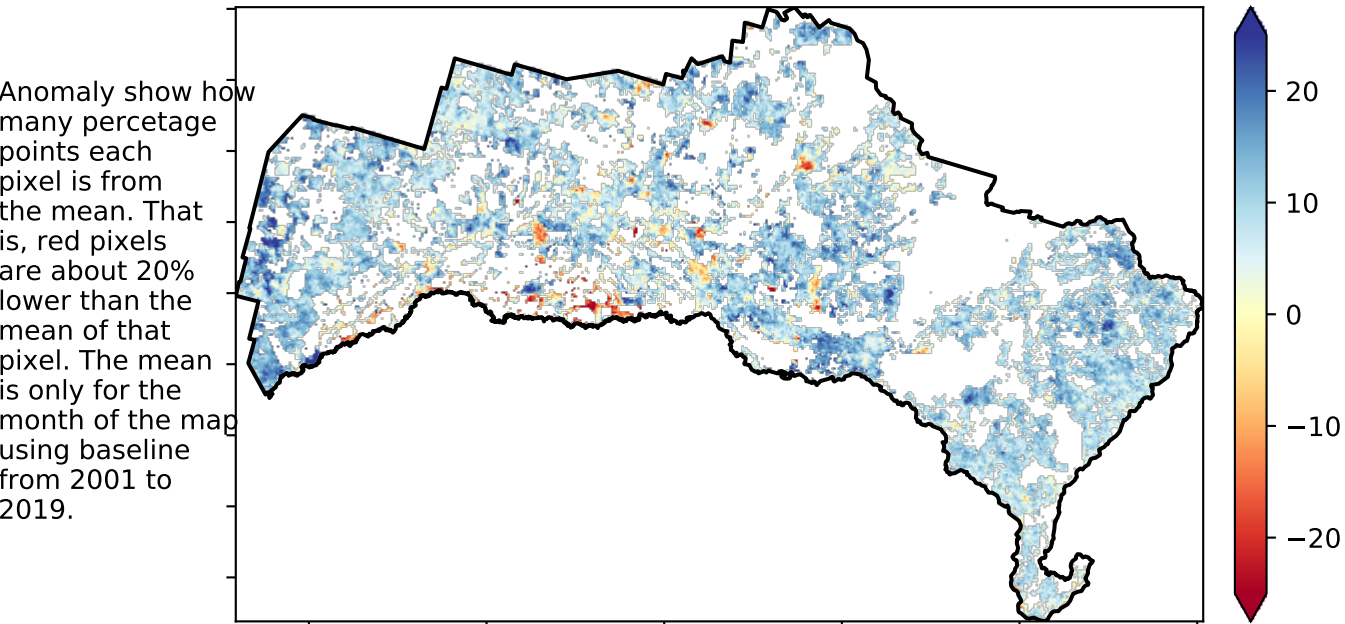 Anomaly show how
many percetage
points each
pixel is from
the mean. That
is, red pixels
are about 20%
lower than the
mean of that
pixel. The mean
is only for the
month of the map
using baseline
from 2001 to
2019.
20
10
0
−10
−20